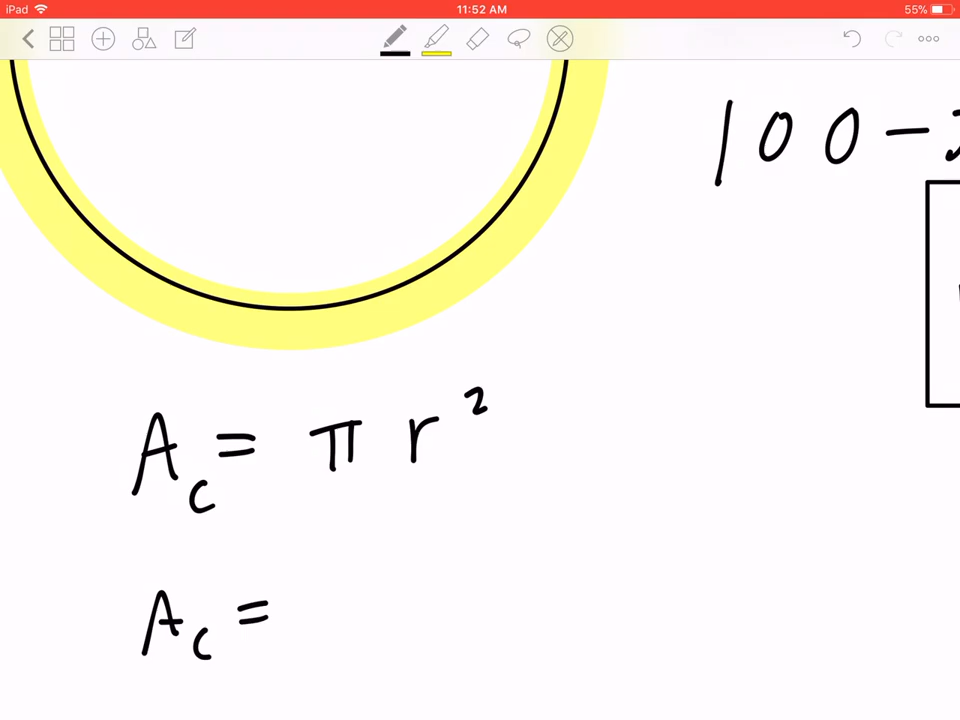 iPad 11:52 AM 55%
100-
A_c = π r²
A_c =